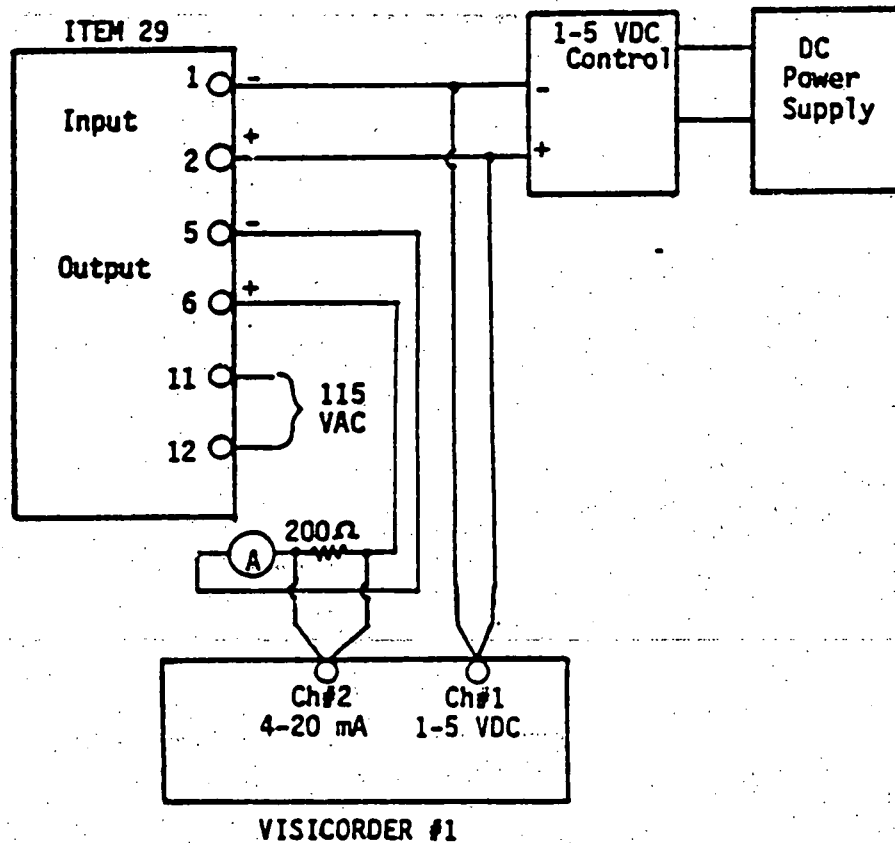 ITEM 29
1 -
Input
+
2
5 -
Output
+
6
11
12
115
VAC
1-5 VDC
Control
-
+
DC
Power
Supply
200Ω
A
Ch#2
4-20 mA
Ch#1
1-5 VDC
VISICORDER #1